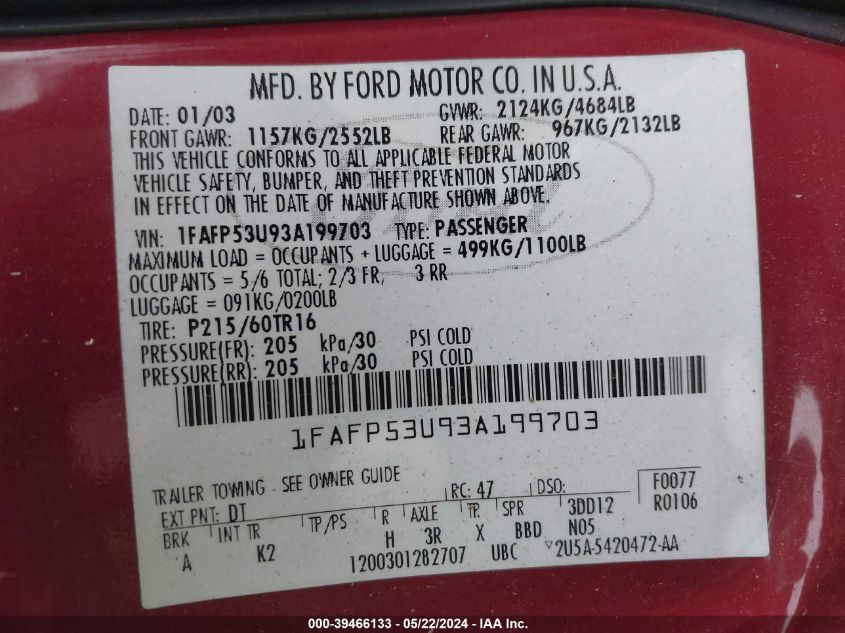 MFD. BY FORD MOTOR CO. IN U.S.A.
DATE: 01/03 GVWR: 2124KG/4684LB
FRONT GAWR: 1157KG/2552LB REAR GAWR: 967KG/2132LB
THIS VEHICLE CONFORMS TO ALL APPLICABLE FEDERAL MOTOR
VEHICLE SAFETY, BUMPER, AND THEFT PREVENTION STANDARDS
IN EFFECT ON THE DATE OF MANUFACTURE SHOWN ABOVE.
VIN: 1FAFP53U93A199703 TYPE: PASSENGER
MAXIMUM LOAD = OCCUPANTS + LUGGAGE = 499KG/1100LB
OCCUPANTS = 5/6 TOTAL; 2/3 FR, 3 RR
LUGGAGE = 091KG/0200LB
TIRE: P215/60TR16
PRESSURE(FR): 205 kPa/30 PSI COLD
PRESSURE(RR): 205 kPa/30 PSI COLD
1FAFP53U93A199703
TRAILER TOWING - SEE OWNER GUIDE
EXT PNT: DT RC: 47 DSO: F0077
BRK INT TR TP/PS R AXLE TR SPR 3DD12 R0106
A K2 H 3R X BBD N05
1200301282707 UBC ▽2U5A-5420472-AA
000-39466133 - 05/22/2024 - IAA Inc.